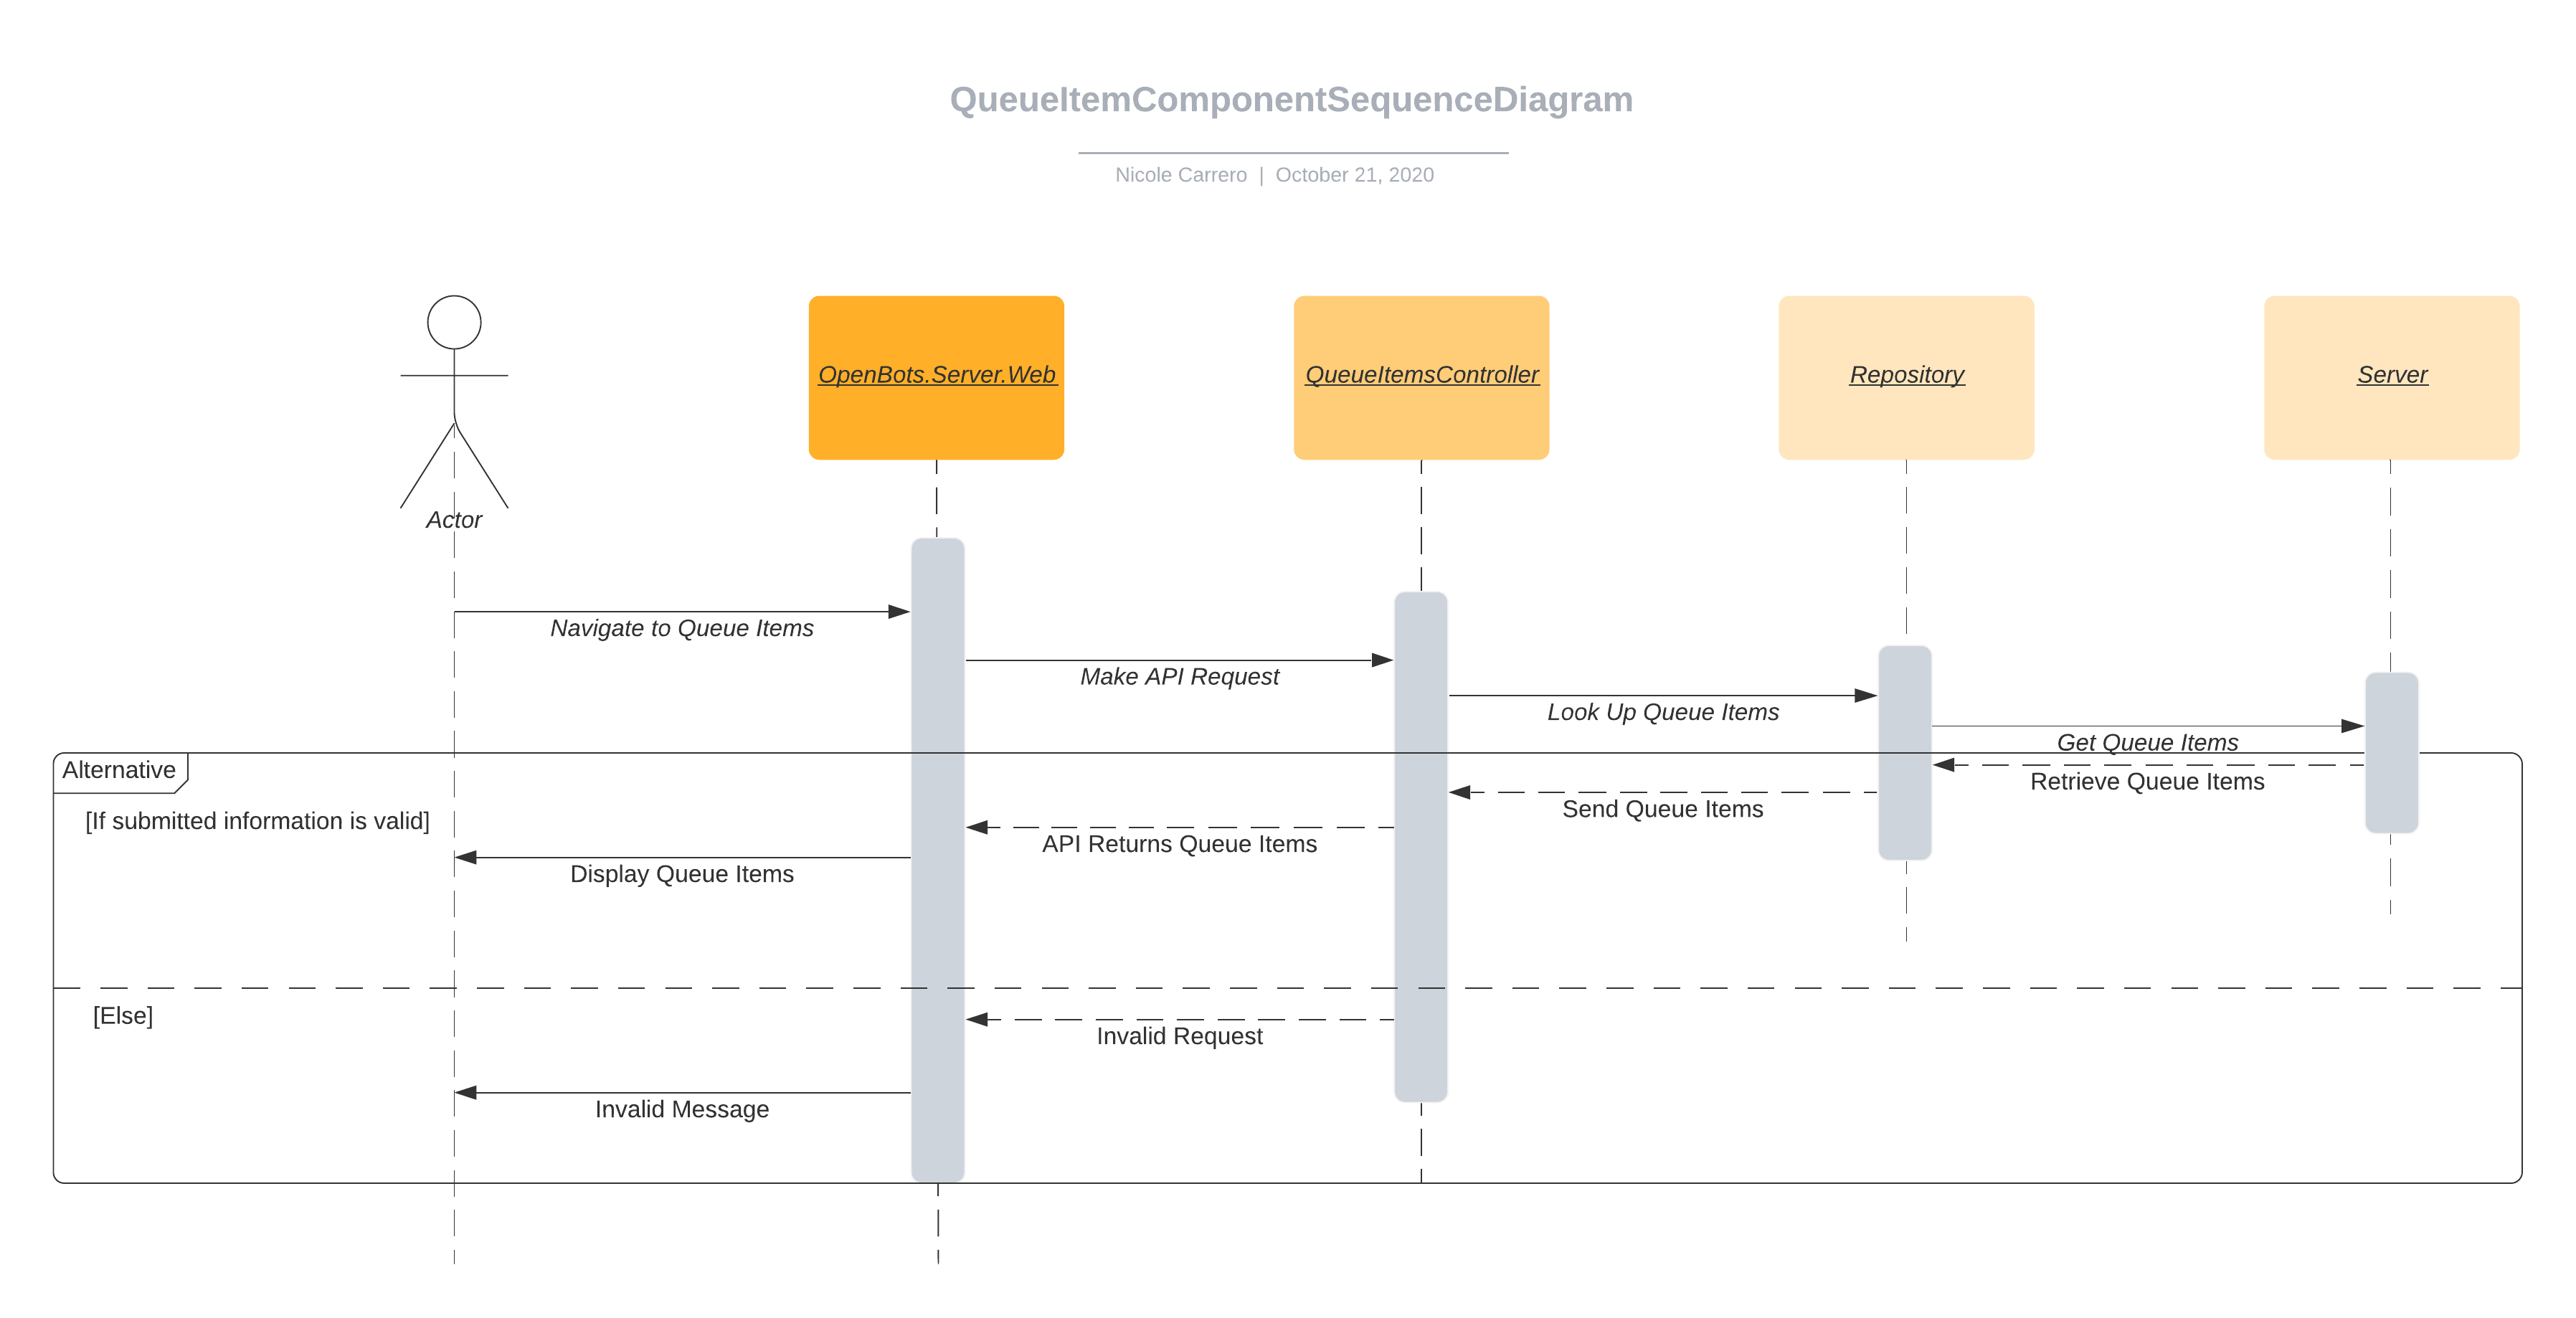 QueueItemComponentSequenceDiagram
Nicole Carrero | October 21, 2020
OpenBots.Server.Web
QueueItemsController
Repository
Server
Actor
Navigate to Queue Items
Make API Request
Look Up Queue Items
Get Queue Items
Alternative
Retrieve Queue Items
Send Queue Items
[If submitted information is valid]
API Returns Queue Items
Display Queue Items
[Else]
Invalid Request
Invalid Message